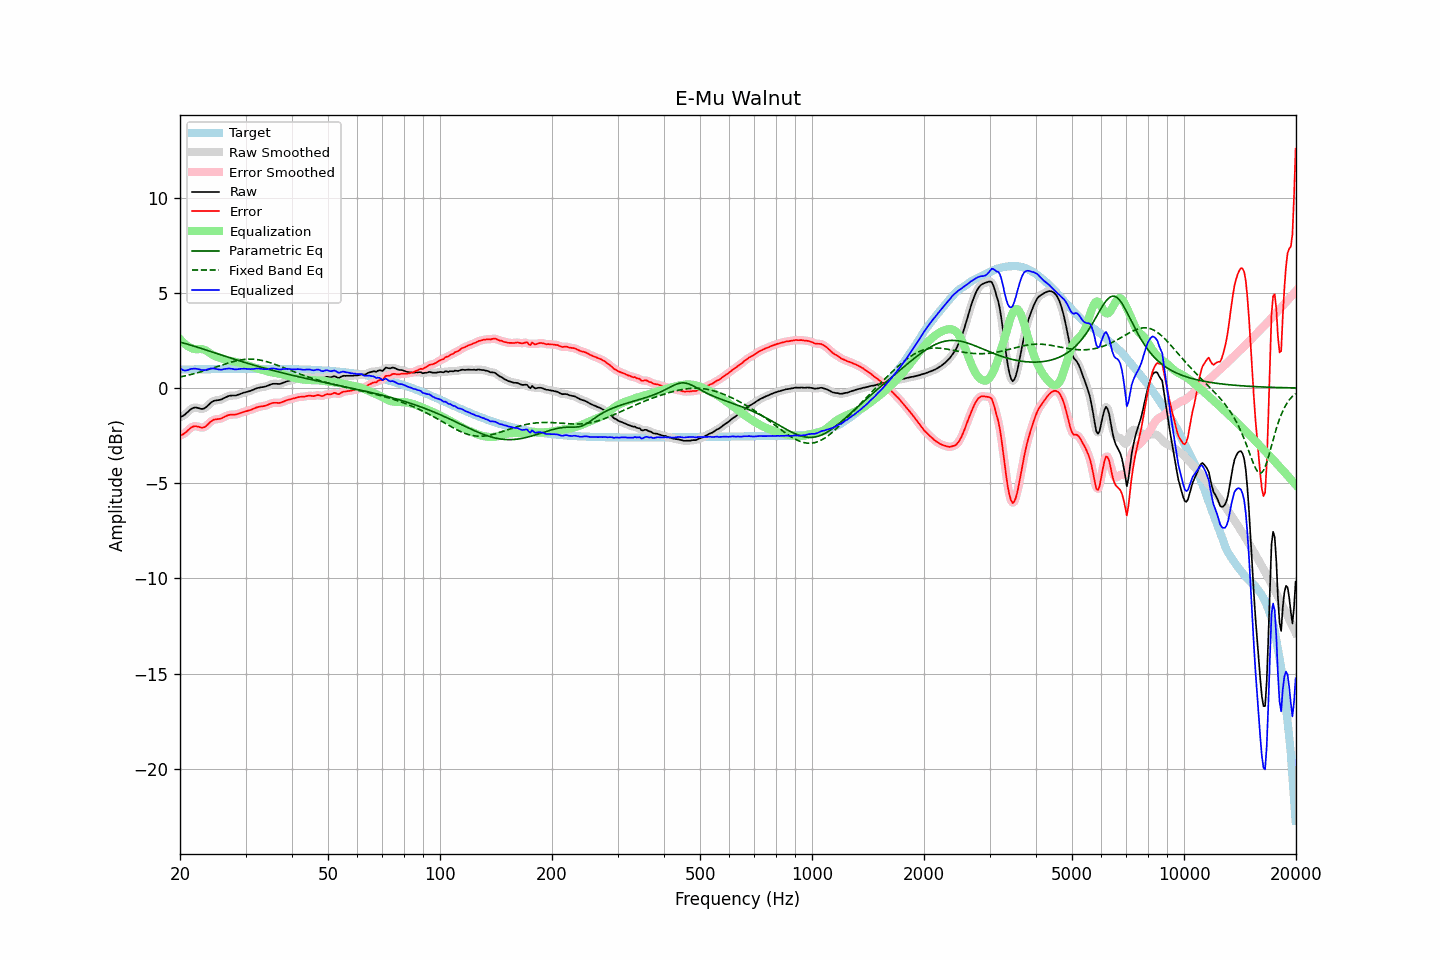 E-Mu Walnut
Target
Raw Smoothed
Error Smoothed
Raw
Error
Equalization
Parametric Eq
Fixed Band Eq
Equalized
10
5
0
−5
−10
−15
−20
Amplitude (dBr)
20
50
100
200
500
1000
2000
5000
10000
20000
Frequency (Hz)